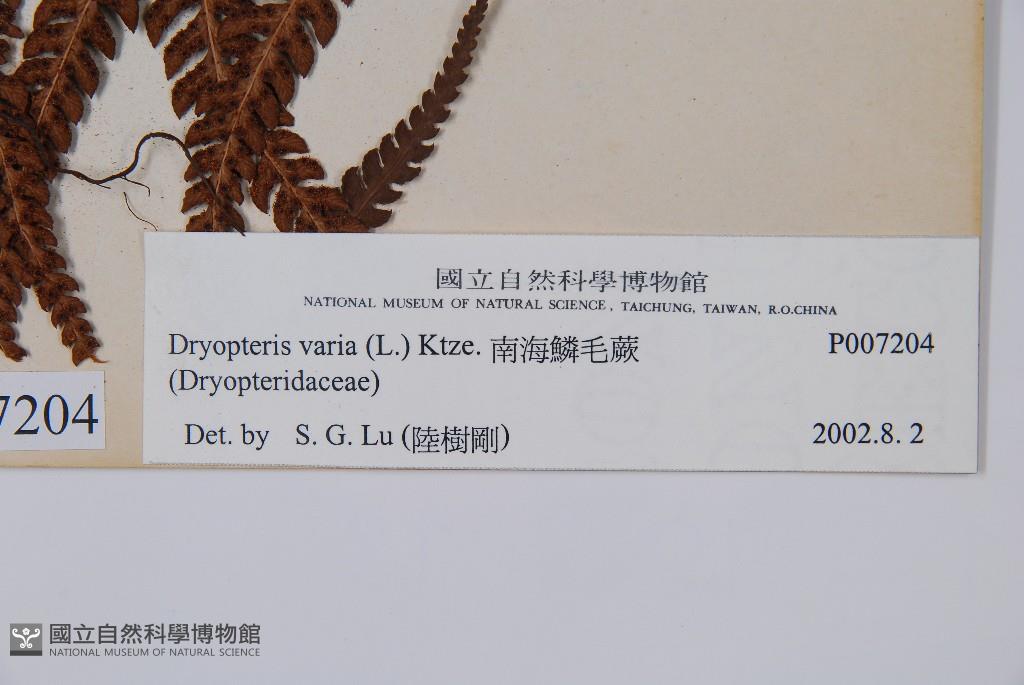 國立自然科學博物館
NATIONAL MUSEUM OF NATURAL SCIENCE, TAICHUNG, TAIWAN, R.O.CHINA
Dryopteris varia (L.) Ktze. 南海鱗毛蕨 P007204
(Dryopteridaceae)
7204
Det. by S. G. Lu (陸樹剛) 2002.8. 2
國立自然科學博物館
NATIONAL MUSEUM OF NATURAL SCIENCE